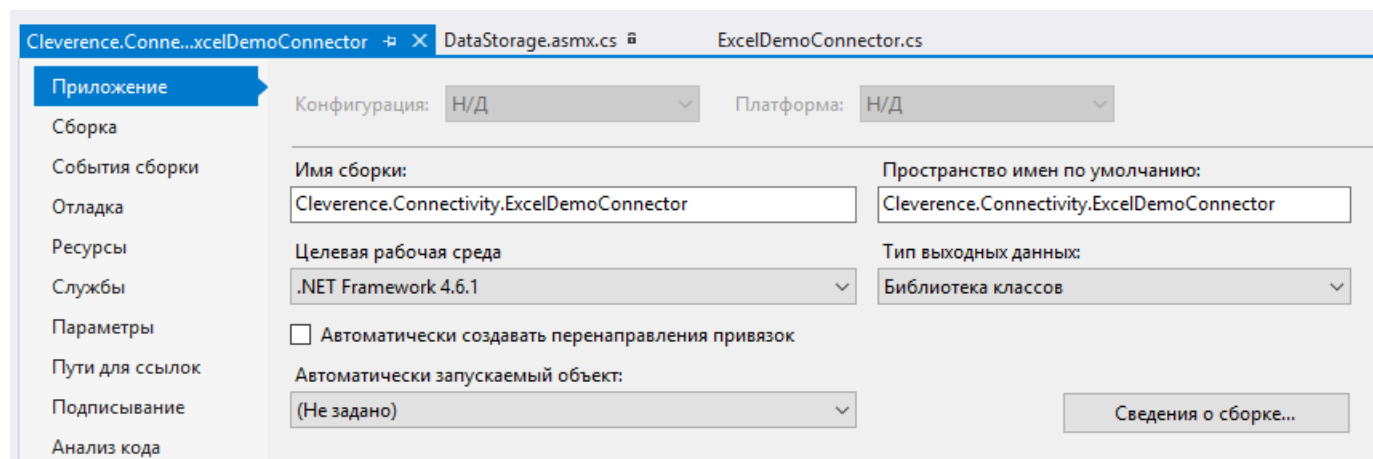 Cleverence.Conne...xcelDemoConnector DataStorage.asmx.cs ExcelDemoConnector.cs
Приложение
Конфигурация: Н/Д Платформа: Н/Д
Сборка
События сборки
Имя сборки: Пространство имен по умолчанию:
Cleverence.Connectivity.ExcelDemoConnector Cleverence.Connectivity.ExcelDemoConnector
Отладка
Ресурсы
Целевая рабочая среда Тип выходных данных:
Службы
.NET Framework 4.6.1 Библиотека классов
Параметры
Автоматически создавать перенаправления привязок
Пути для ссылок
Автоматически запускаемый объект:
Подписывание
(Не задано) Сведения о сборке...
Анализ кода